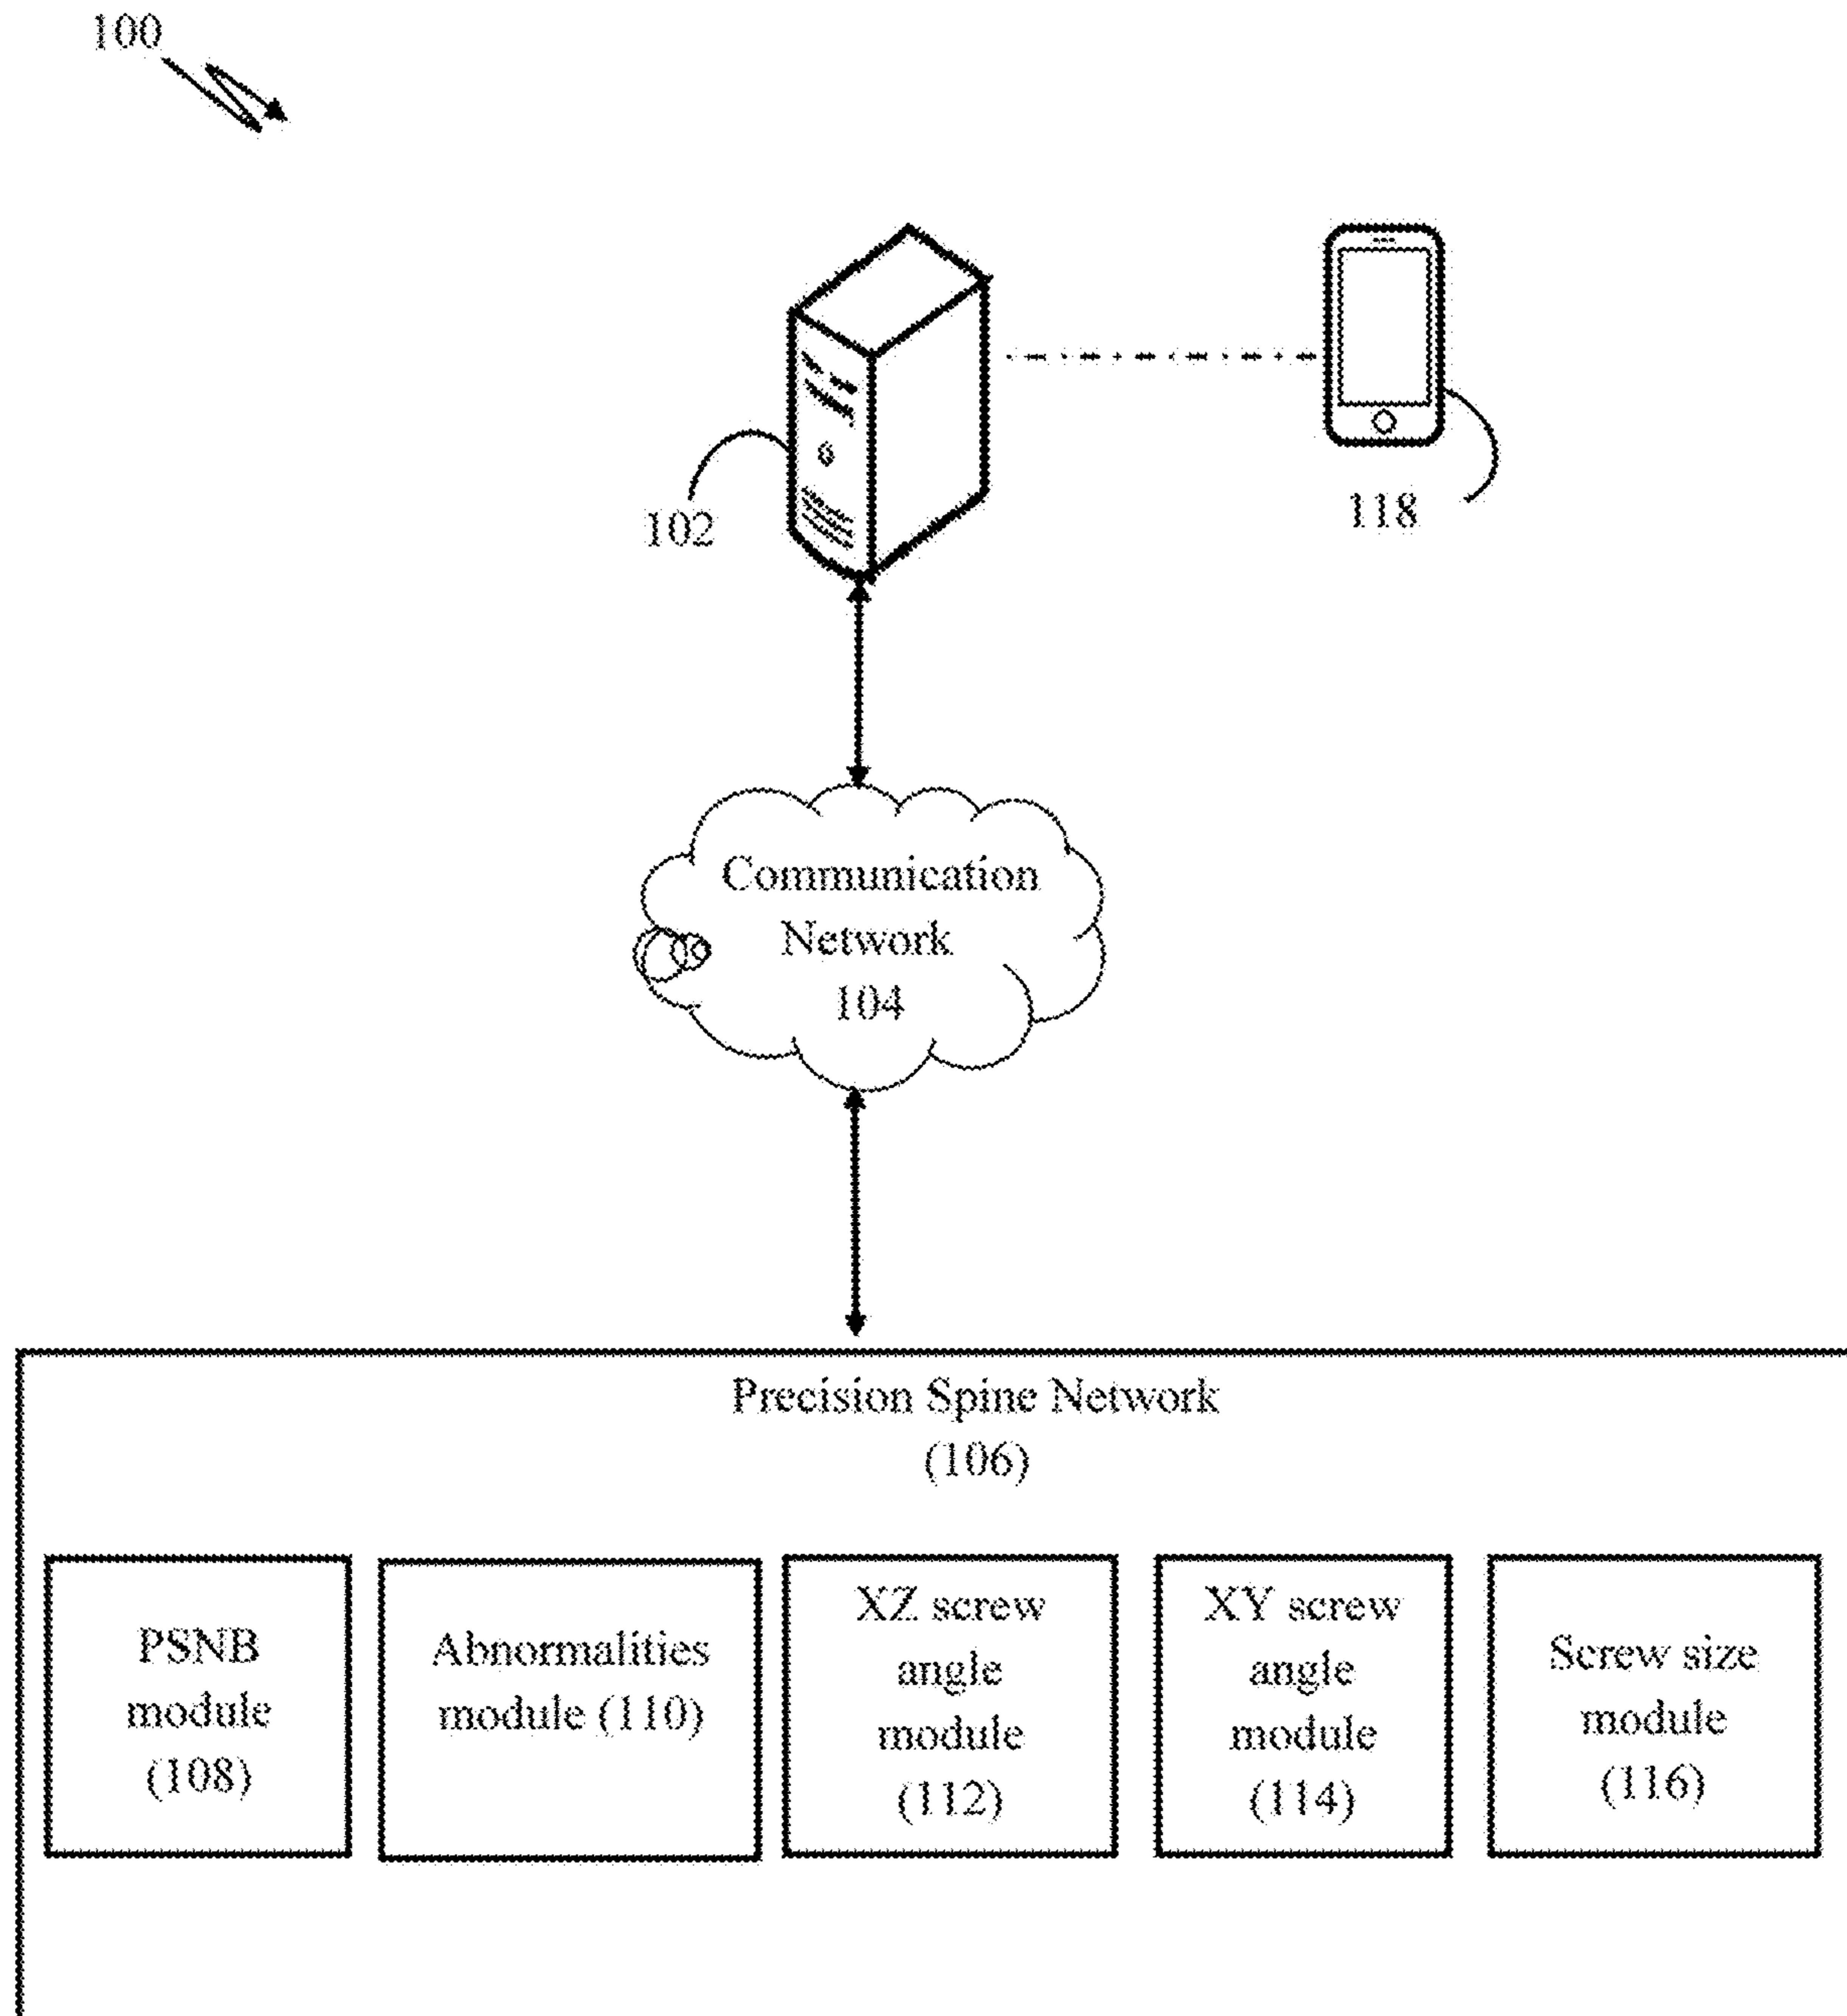 100
102
118
Communication
Network
104
Precision Spine Network
(106)
PSNB
module
(108)
Abnormalities
module (110)
XZ screw
angle
module
(112)
XY screw
angle
module
(114)
Screw size
module
(116)